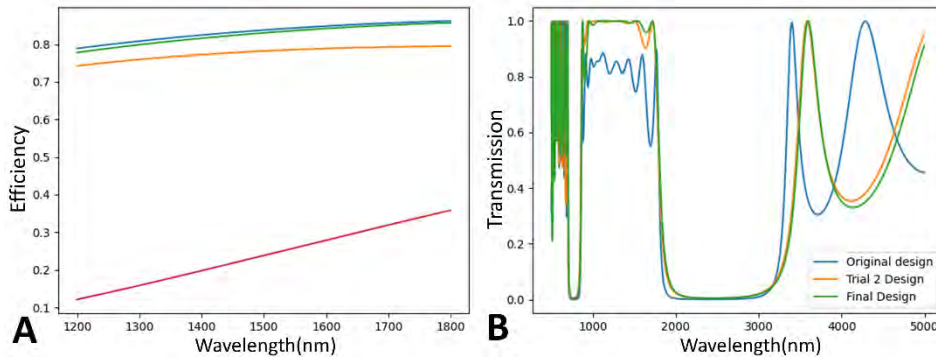 0.8
0.7
0.6
0.5
0.4
0.3
0.2
0.1
Efficiency
1200 1300 1400 1500 1600 1700 1800
Wavelength(nm)
A
1.0
0.8
0.6
0.4
0.2
0.0
Transmission
Original design
Trial 2 Design
Final Design
1000 2000 3000 4000 5000
Wavelength(nm)
B